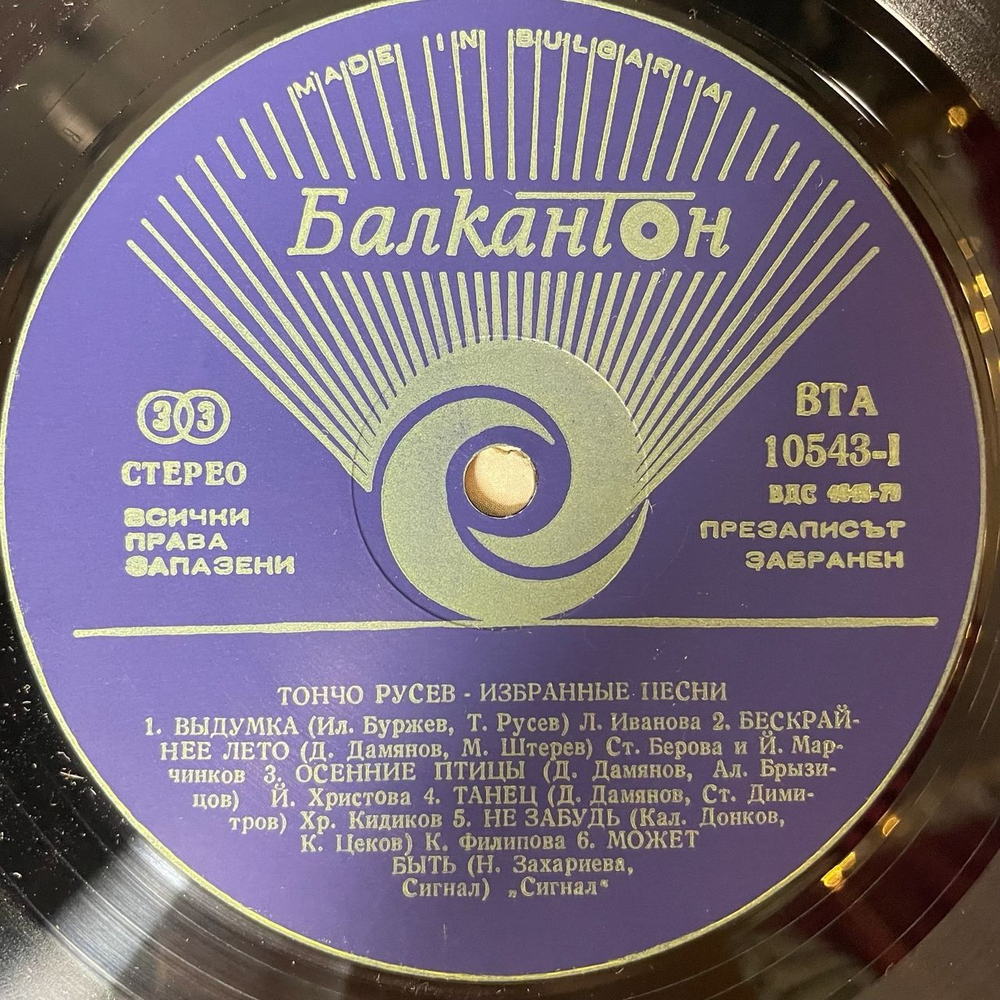 MADE IN BULGARIA
Балкантон
33
СТЕРЕО
ВСИЧКИ
ПРАВА
ЗАПАЗЕНИ
ВТА
10543-I
ВДС
ПРЕЗАПИСЪТ
ЗАБРАНЕН
ТОНЧО РУСЕВ - ИЗБРАННЫЕ ПЕСНИ
1. ВЫДУМКА (Ил. Буржев, Т. Русев) Л. Иванова 2. БЕСКРАЙ-
НЕЕ ЛЕТО (Д. Дамянов, М. Штерев) Ст. Берова и Й. Мар-
чинков 3. ОСЕННИЕ ПТИЦЫ (Д. Дамянов, Ал. Брызи-
цов) Й. Христова 4. ТАНЕЦ (Д. Дамянов, Ст. Дими-
тров) Хр. Кидиков 5. НЕ ЗАБУДЬ (Кал. Донков,
К. Цеков) К. Филипова 6. МОЖЕТ
БЫТЬ (Н. Захариева,
Сигнал) „Сигнал“